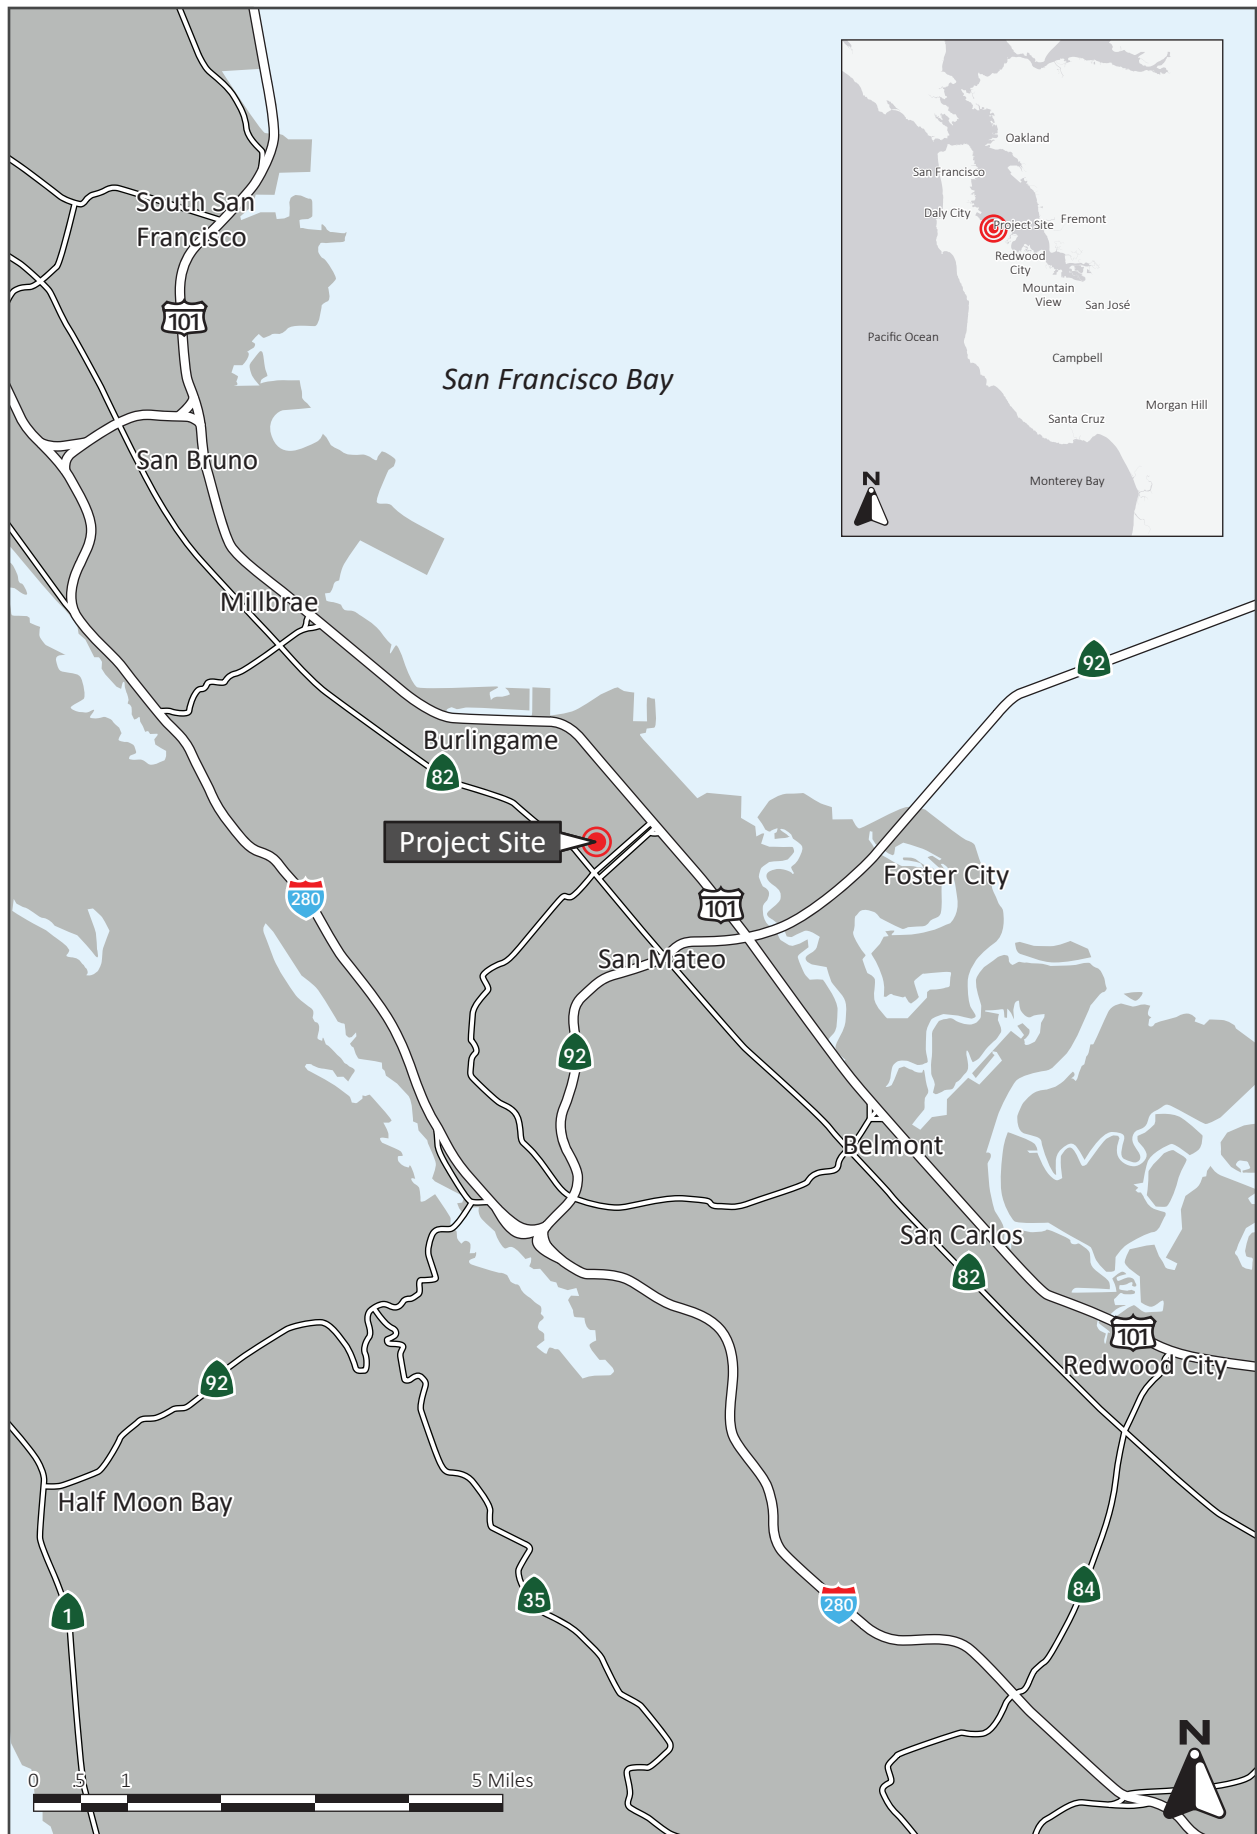 South San
Francisco
101
San Francisco Bay
San Bruno
Millbrae
92
Burlingame
82
Project Site
280
Foster City
101
San Mateo
92
Belmont
San Carlos
82
101
Redwood City
92
Half Moon Bay
1
35
280
84
0 .5 1 5 Miles
N
Oakland
San Francisco
Daly City
Fremont
Project Site
Redwood
City
Mountain
View
San José
Pacific Ocean
Campbell
Morgan Hill
Santa Cruz
Monterey Bay
N